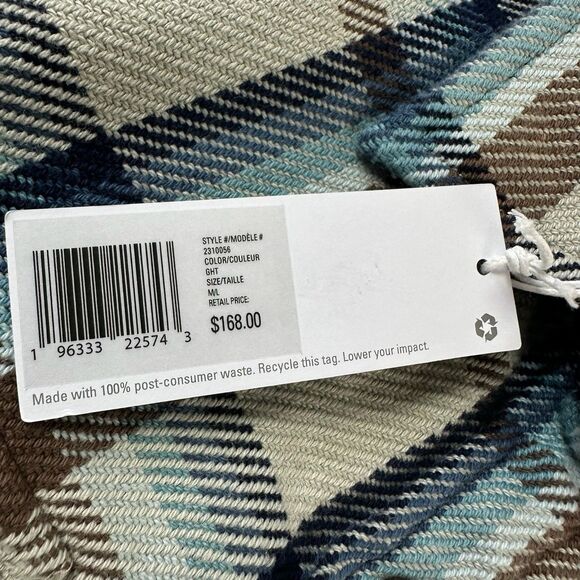 STYLE #/MODÈLE #
2310056
COLOR/COULEUR
GHT
SIZE/TAILLE
M/L
RETAIL PRICE:
$168.00
1 96333 22574 3
Made with 100% post-consumer waste. Recycle this tag. Lower your impact.